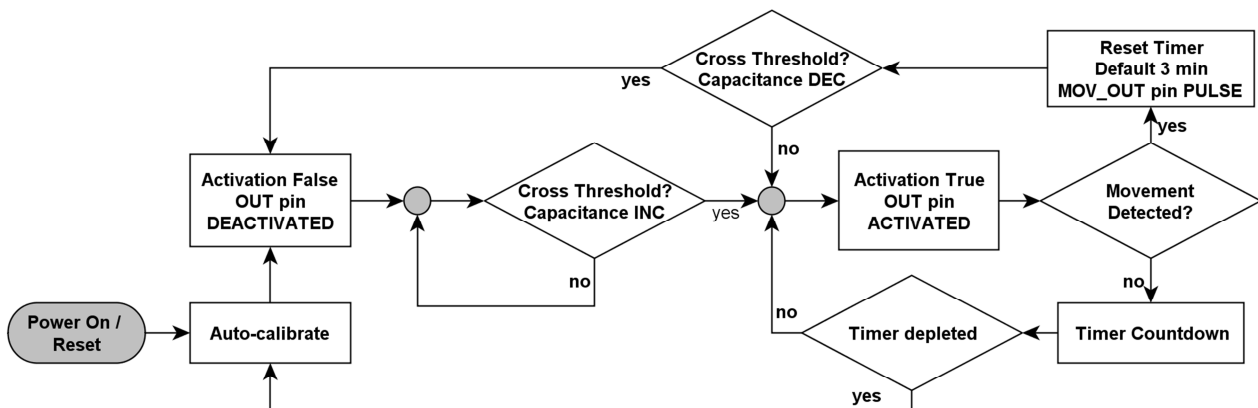 Cross Threshold?
Capacitance DEC
yes
no
Reset Timer
Default 3 min
MOV_OUT pin PULSE
yes
Activation False
OUT pin
DEACTIVATED
Cross Threshold?
Capacitance INC
yes
no
Activation True
OUT pin
ACTIVATED
Movement
Detected?
no
Power On /
Reset
Auto-calibrate
no
Timer depleted
yes
Timer Countdown